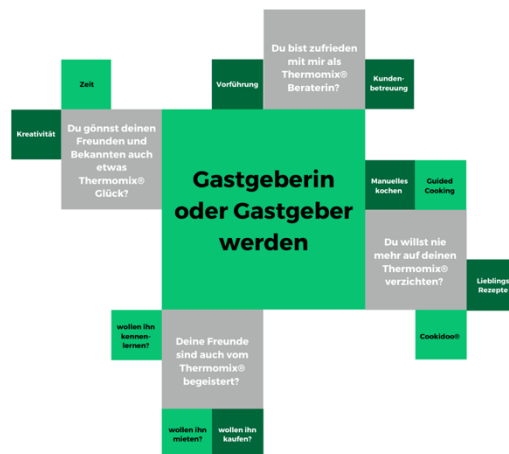 Du bist zufrieden
mit mir als
Thermomix®
Beraterin?
Zeit
Vorführung
Kunden-
betreuung
Kreativität
Du gönnst deinen
Freunden und
Bekannten auch
etwas
Thermomix®
Glück?
Gastgeberin
oder Gastgeber
werden
Manuelles
kochen
Guided
Cooking
Du willst nie
mehr auf deinen
Thermomix®
verzichten?
Lieblings
Rezepte
wollen ihn
kennen-
lernen?
Deine Freunde
sind auch vom
Thermomix®
begeistert?
Cookidoo®
wollen ihn
mieten?
wollen ihn
kaufen?